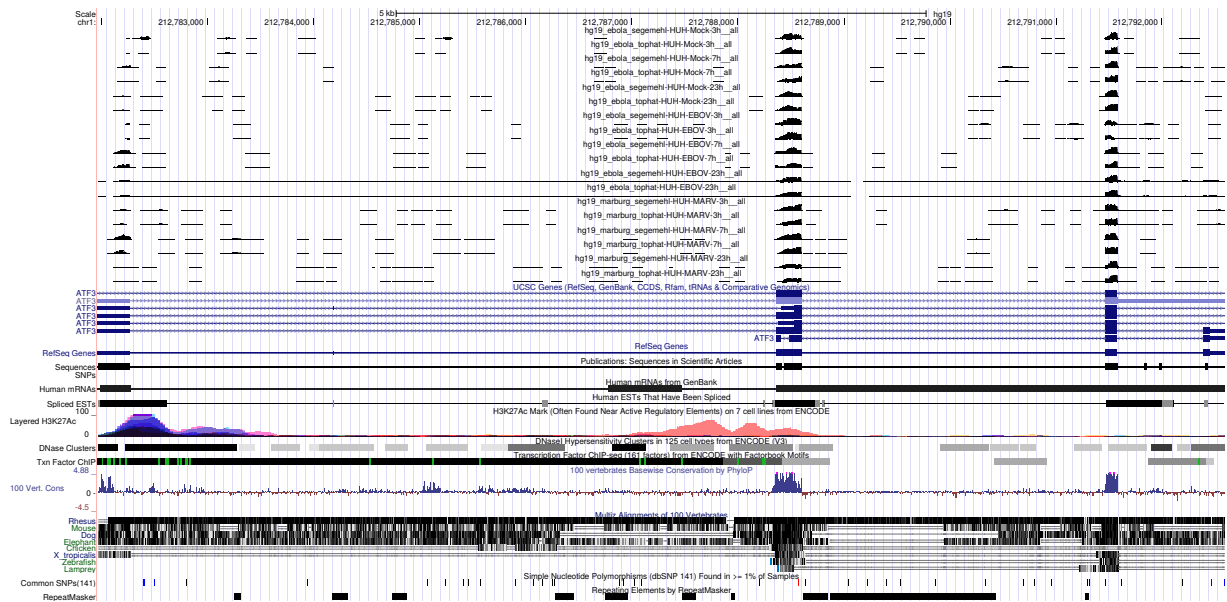 Scale 5 kb hg19
chr1: 212,783,000 212,784,000 212,785,000 212,786,000 212,787,000 212,788,000 212,789,000 212,790,000 212,791,000 212,792,000
hg19_ebola_segemehl-HUH-Mock-3h__all
hg19_ebola_tophat-HUH-Mock-3h__all
hg19_ebola_segemehl-HUH-Mock-7h__all
hg19_ebola_tophat-HUH-Mock-7h__all
hg19_ebola_segemehl-HUH-Mock-23h__all
hg19_ebola_tophat-HUH-Mock-23h__all
hg19_ebola_segemehl-HUH-EBOV-3h__all
hg19_ebola_tophat-HUH-EBOV-3h__all
hg19_ebola_segemehl-HUH-EBOV-7h__all
hg19_ebola_tophat-HUH-EBOV-7h__all
hg19_ebola_segemehl-HUH-EBOV-23h__all
hg19_ebola_tophat-HUH-EBOV-23h__all
hg19_marburg_segemehl-HUH-MARV-3h__all
hg19_marburg_tophat-HUH-MARV-3h__all
hg19_marburg_segemehl-HUH-MARV-7h__all
hg19_marburg_tophat-HUH-MARV-7h__all
hg19_marburg_segemehl-HUH-MARV-23h__all
hg19_marburg_tophat-HUH-MARV-23h__all
UCSC Genes (RefSeq, GenBank, CCDS, Rfam, tRNAs & Comparative Genomics)
ATF3
ATF3
ATF3
ATF3
ATF3
ATF3
ATF3
RefSeq Genes
RefSeq Genes
Publications: Sequences in Scientific Articles
Sequences
SNPs
Human mRNAs from GenBank
Human mRNAs
Human ESTs That Have Been Spliced
Spliced ESTs
H3K27Ac Mark (Often Found Near Active Regulatory Elements) on 7 cell lines from ENCODE
100
Layered H3K27Ac
0
DNaseI Hypersensitivity Clusters in 125 cell types from ENCODE (V3)
DNase Clusters
Transcription Factor ChIP-seq (161 factors) from ENCODE with Factorbook Motifs
Txn Factor ChIP
100 vertebrates Basewise Conservation by PhyloP
4.88
100 Vert. Cons
0
-4.5
Multiz Alignments of 100 Vertebrates
Rhesus
Mouse
Dog
Elephant
Chicken
X_tropicalis
Zebrafish
Lamprey
Simple Nucleotide Polymorphisms (dbSNP 141) Found in >= 1% of Samples
Common SNPs(141)
Repeating Elements by RepeatMasker
RepeatMasker